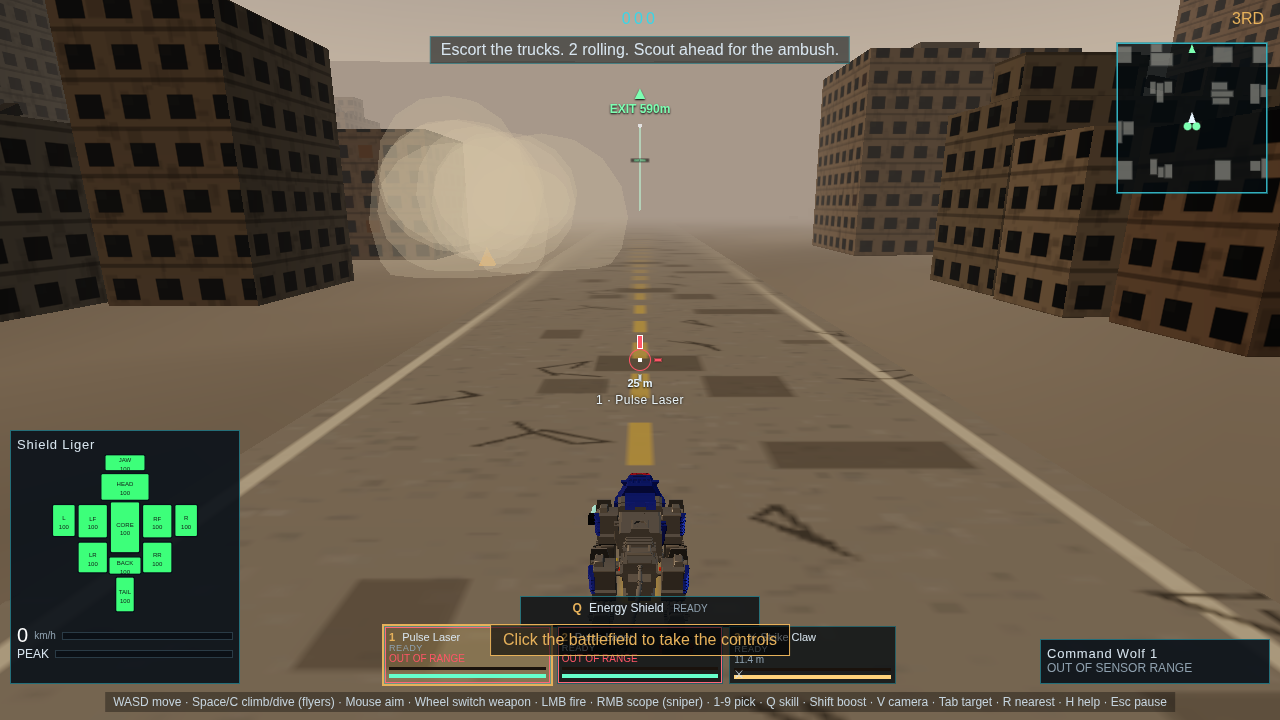 000
3RD
Escort the trucks. 2 rolling. Scout ahead for the ambush.
EXIT 590m
25 m
1 · Pulse Laser
Shield Liger
JAW
100
HEAD
100
L
100
LF
100
CORE
100
RF
100
R
100
LR
100
BACK
100
RR
100
TAIL
100
0 km/h
PEAK
Q Energy Shield READY
Click the battlefield to take the controls
1 Pulse Laser
READY
OUT OF RANGE
READY
OUT OF RANGE
Claw
READY
11.4 m
Command Wolf 1
OUT OF SENSOR RANGE
WASD move · Space/C climb/dive (flyers) · Mouse aim · Wheel switch weapon · LMB fire · RMB scope (sniper) · 1-9 pick · Q skill · Shift boost · V camera · Tab target · R nearest · H help · Esc pause